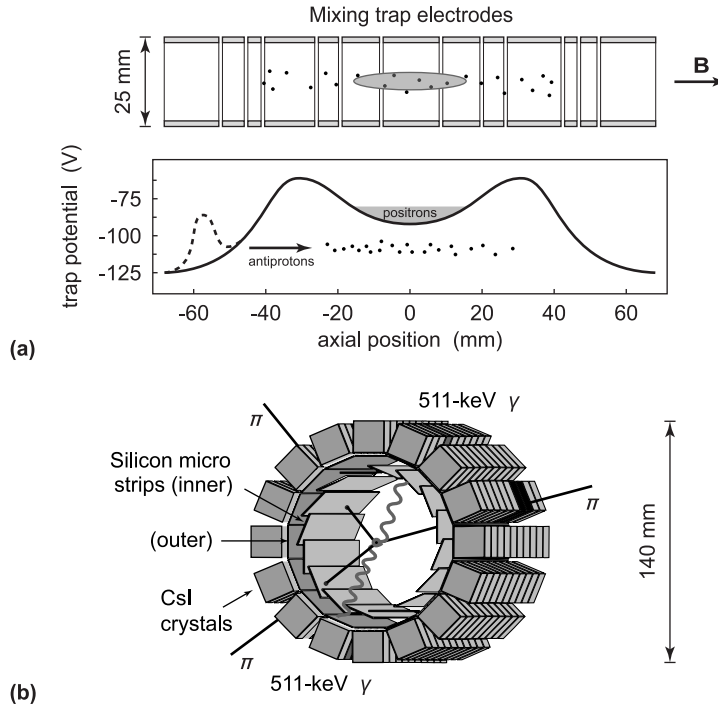 Mixing trap electrodes
25 mm
B
trap potential (V)
-75
-100
-125
positrons
antiprotons
-60
-40
-20
0
20
40
60
axial position (mm)
(a)
511-keV γ
π
Silicon micro
strips (inner)
π
(outer)
140 mm
CsI
crystals
π
511-keV γ
(b)